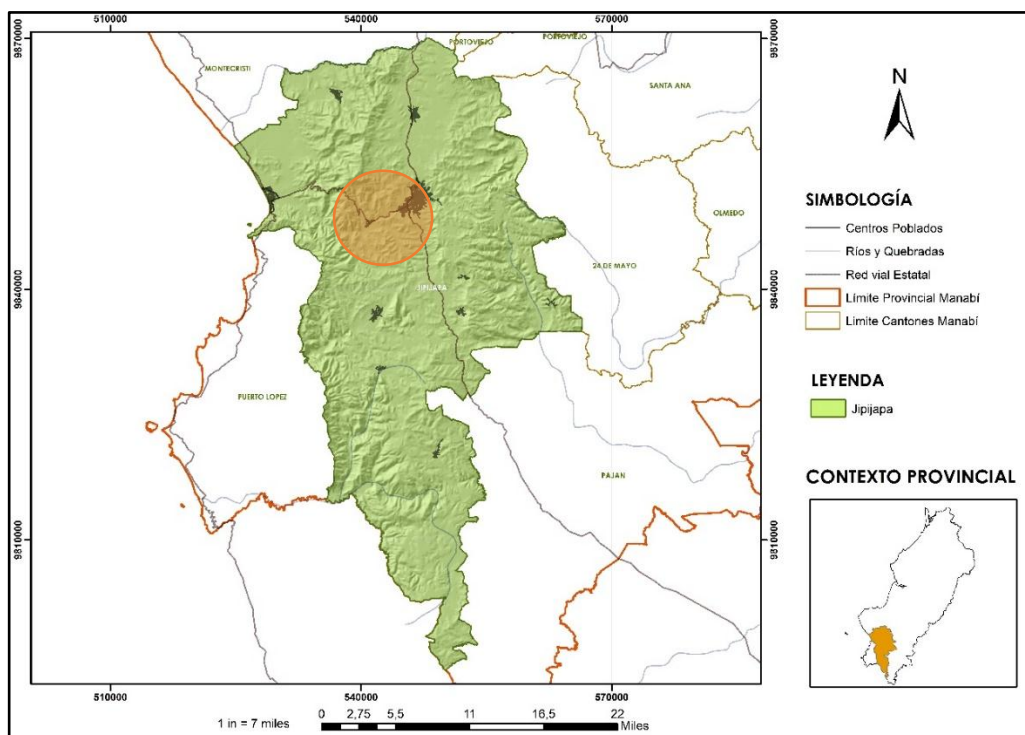 510000
540000
570000
9870000
9870000
PORTOVIEJO
PORTOVIEJO
MONTECRISTI
SANTA ANA
N
SIMBOLOGÍA
Centros Poblados
Ríos y Quebradas
Red vial Estatal
Límite Provincial Manabí
Limite Cantones Manabí
OLMEDO
24 DE MAYO
JIPIJAPA
9840000
9840000
LEYENDA
Jipijapa
PUERTO LOPEZ
PAJAN
CONTEXTO PROVINCIAL
9810000
9810000
510000
540000
570000
1 in = 7 miles
0 2,75 5,5 11 16,5 22
Miles